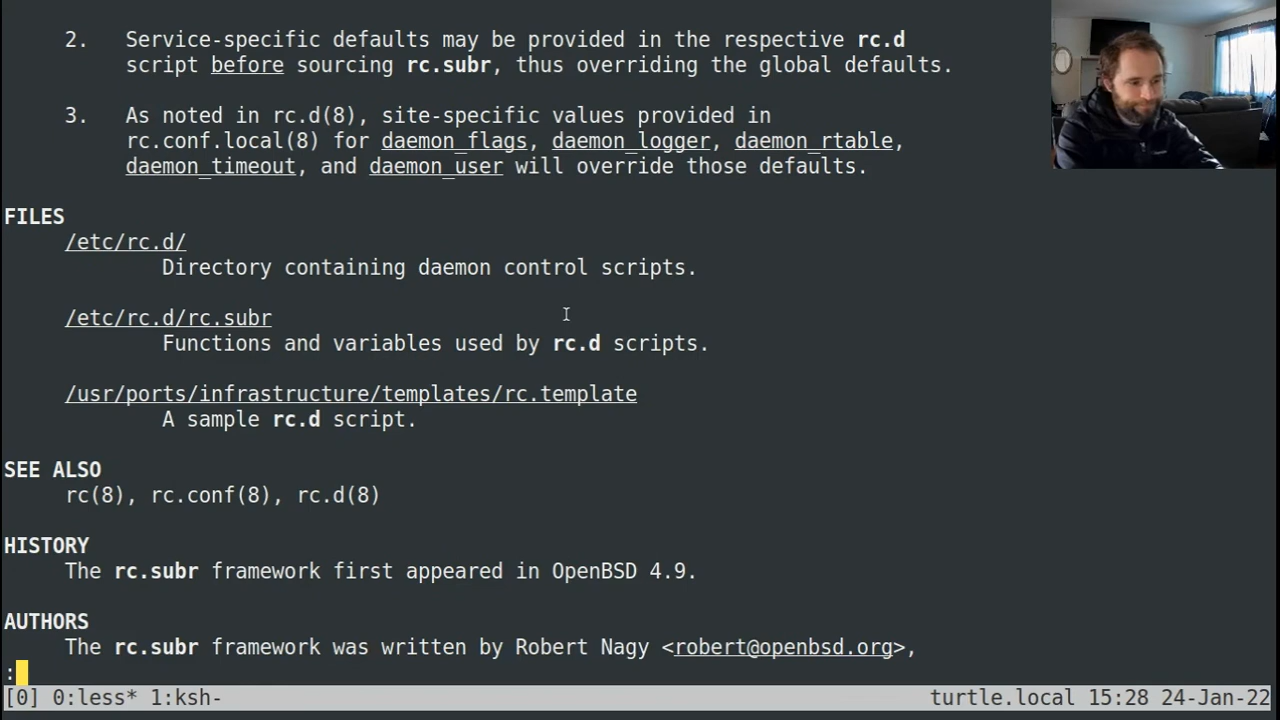 2. Service-specific defaults may be provided in the respective rc.d
script before sourcing rc.subr, thus overriding the global defaults.
3. As noted in rc.d(8), site-specific values provided in
rc.conf.local(8) for daemon_flags, daemon_logger, daemon_rtable,
daemon_timeout, and daemon_user will override those defaults.
FILES
/etc/rc.d/
Directory containing daemon control scripts.
/etc/rc.d/rc.subr
Functions and variables used by rc.d scripts.
/usr/ports/infrastructure/templates/rc.template
A sample rc.d script.
SEE ALSO
rc(8), rc.conf(8), rc.d(8)
HISTORY
The rc.subr framework first appeared in OpenBSD 4.9.
AUTHORS
The rc.subr framework was written by Robert Nagy <robert@openbsd.org>,
:
[0] 0:less* 1:ksh- turtle.local 15:28 24-Jan-22